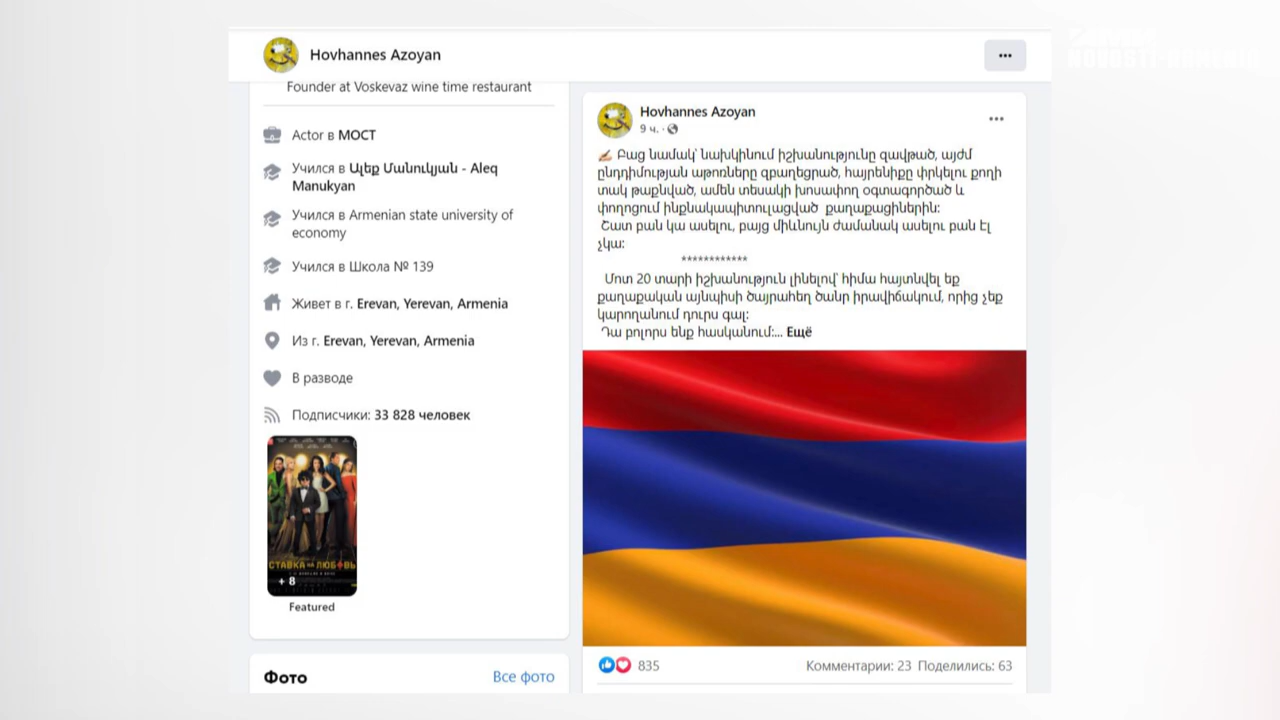 Hovhannes Azoyan
Founder at Voskevaz wine time restaurant
Actor в МОСТ
Учился в Ալեք Մանուկյան - Aleq
Manukyan
Учился в Armenian state university of
economy
Учился в Школа № 139
Живет в г. Erevan, Yerevan, Armenia
Из г. Erevan, Yerevan, Armenia
В разводе
Подписчики: 33 828 человек
СТАВКА НА ЛЮБОВЬ
+ 8
Featured
Фото
Все фото
Hovhannes Azoyan
9 ч.
✍ Բաց նամակ՝ նախկինում իշխանությունը զավթած, այժմ
ընդդիմության աթոռները զբաղեցրած, հայրենիքը փրկելու քողի
տակ թաքնված, ամեն տեսակի խոսափող օգտագործած և
փողոցում ինքնակապիտուլացված քաղաքացիներին:
Շատ բան կա ասելու, բայց միևնույն ժամանակ ասելու բան էլ
չկա:
************
Մոտ 20 տարի իշխանություն լինելով՝ հիմա հայտնվել եք
քաղաքական այնպիսի ծայրահեղ ծանր իրավիճակում, որից չեք
կարողանում դուրս գալ:
Դա բոլորս ենք հասկանում:... Ещё
835
Комментарии: 23 Поделились: 63
NOVOSTI-ARMENIA